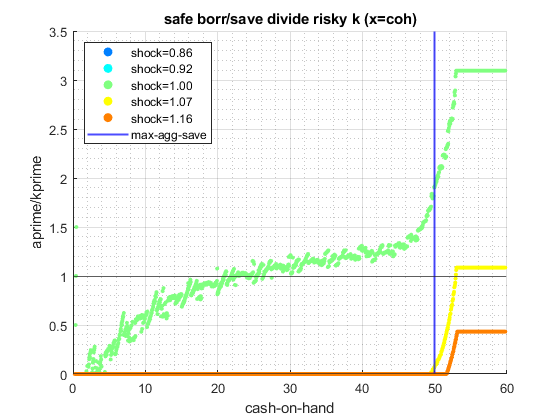 safe borr/save divide risky k (x=coh)
3.5
3
2.5
2
1.5
1
0.5
0
aprime/kprime
shock=0.86
shock=0.92
shock=1.00
shock=1.07
shock=1.16
max-agg-save
0 10 20 30 40 50 60
cash-on-hand